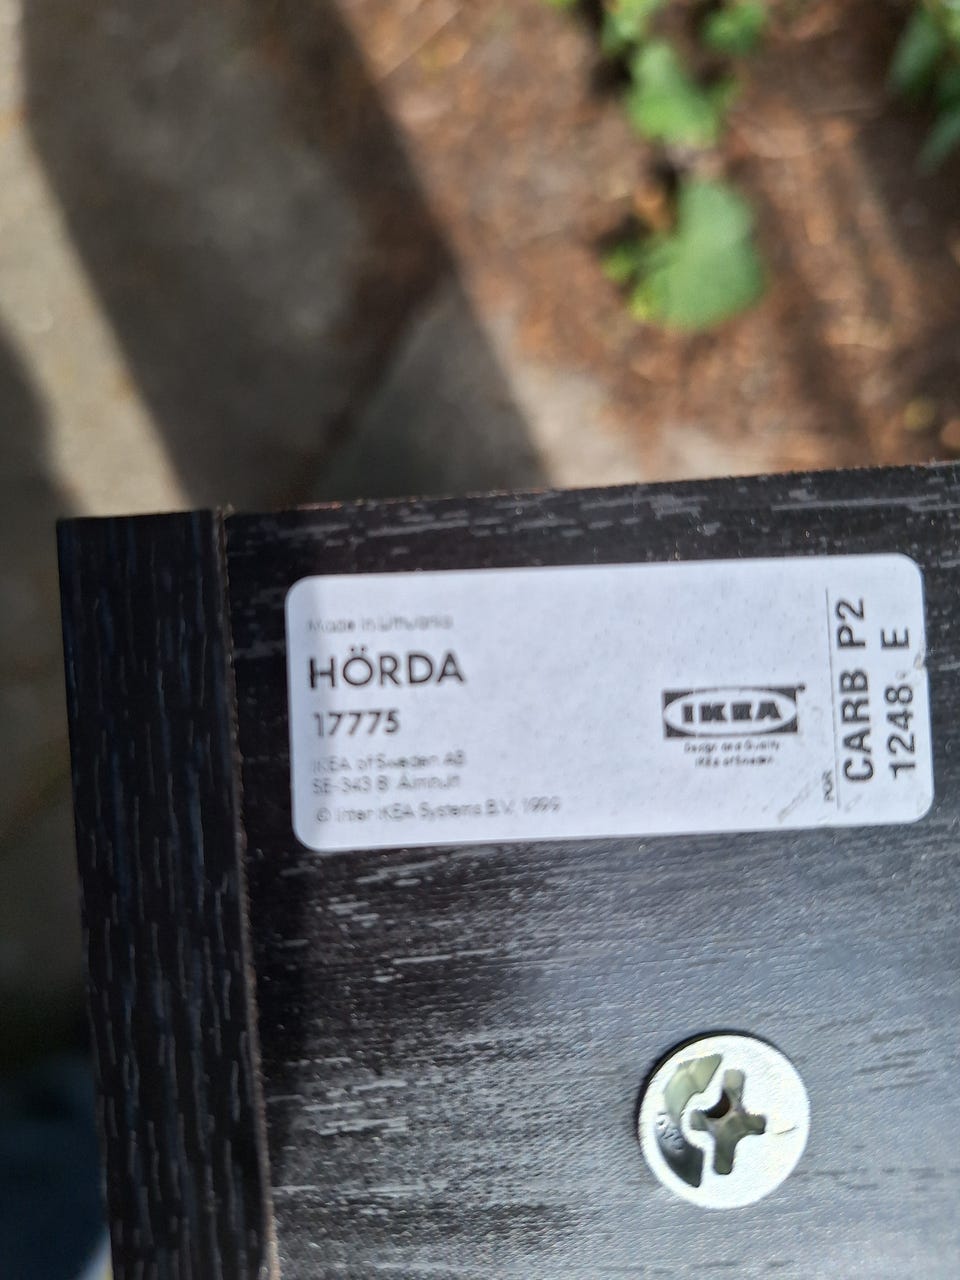 Made in Lithuania
HÖRDA
17775
IKEA of Sweden AB
SE-343 81 Älmhult
© Inter IKEA Systems B.V. 1999
IKEA
Design and Quality
IKEA of Sweden
CARB P2
1248 E